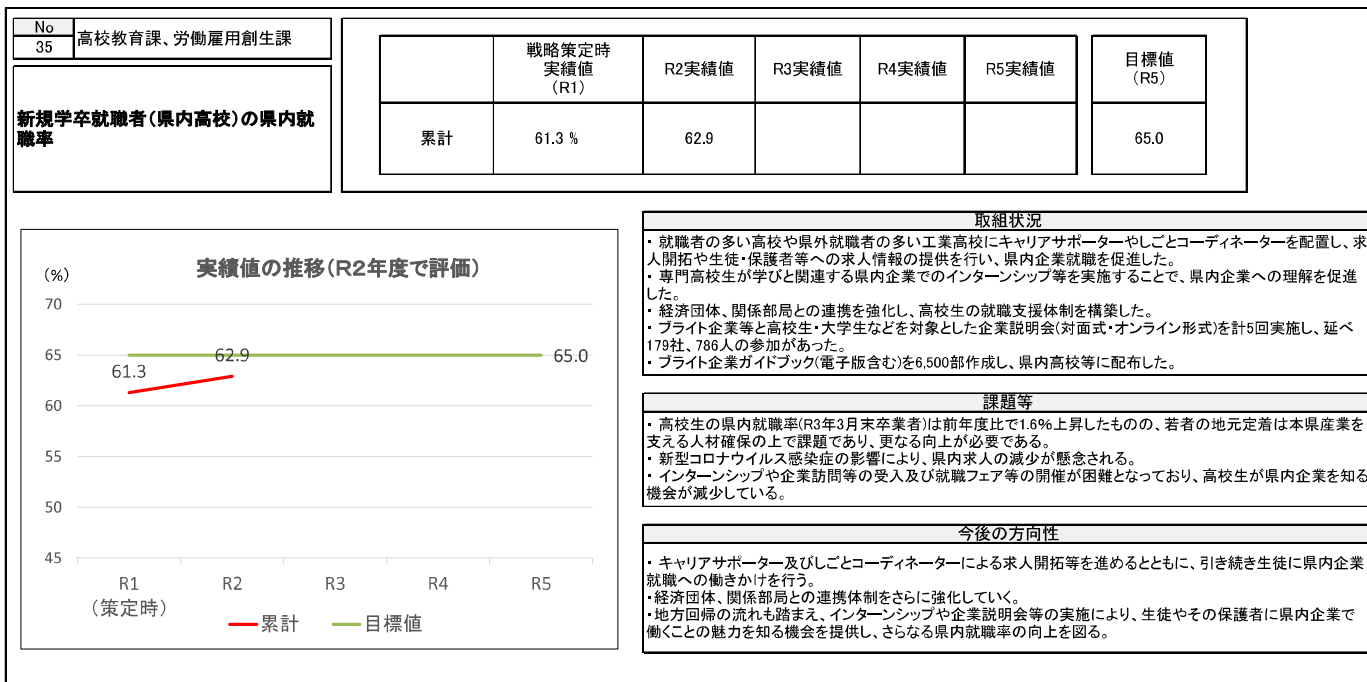 No
35
高校教育課、労働雇用創生課
新規学卒就職者(県内高校)の県内就
職率
戦略策定時
実績値
(R1)
R2実績値
R3実績値
R4実績値
R5実績値
目標値
(R5)
累計
61.3 %
62.9
65.0
実績値の推移(R2年度で評価)
(%)
70
65
60
55
50
45
61.3
62.9
65.0
R1
(策定時)
R2
R3
R4
R5
累計
目標値
取組状況
・ 就職者の多い高校や県外就職者の多い工業高校にキャリアサポーターやしごとコーディネーターを配置し、求
人開拓や生徒・保護者等への求人情報の提供を行い、県内企業就職を促進した。
・ 専門高校生が学びと関連する県内企業でのインターンシップ等を実施することで、県内企業への理解を促進
した。
・ 経済団体、関係部局との連携を強化し、高校生の就職支援体制を構築した。
・ ブライト企業等と高校生・大学生などを対象とした企業説明会(対面式・オンライン形式)を計5回実施し、延べ
179社、786人の参加があった。
・ ブライト企業ガイドブック(電子版含む)を6,500部作成し、県内高校等に配布した。
課題等
・ 高校生の県内就職率(R3年3月末卒業者)は前年度比で1.6%上昇したものの、若者の地元定着は本県産業を
支える人材確保の上で課題であり、更なる向上が必要である。
・ 新型コロナウイルス感染症の影響により、県内求人の減少が懸念される。
・ インターンシップや企業訪問等の受入及び就職フェア等の開催が困難となっており、高校生が県内企業を知る
機会が減少している。
今後の方向性
・ キャリアサポーター及びしごとコーディネーターによる求人開拓等を進めるとともに、引き続き生徒に県内企業
就職への働きかけを行う。
・経済団体、関係部局との連携体制をさらに強化していく。
・地方回帰の流れも踏まえ、インターンシップや企業説明会等の実施により、生徒やその保護者に県内企業で
働くことの魅力を知る機会を提供し、さらなる県内就職率の向上を図る。